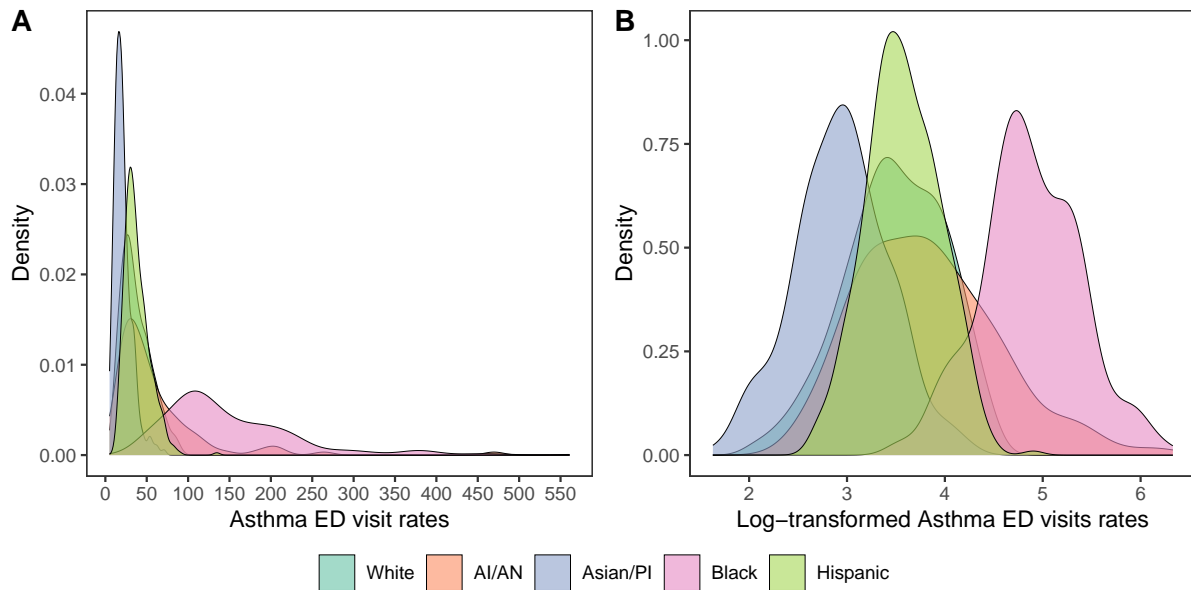 A
B
Density
0.04
0.03
0.02
0.01
0.00
0 50 100 150 200 250 300 350 400 450 500 550
Asthma ED visit rates
Density
1.00
0.75
0.50
0.25
0.00
2 3 4 5 6
Log−transformed Asthma ED visits rates
White AI/AN Asian/PI Black Hispanic